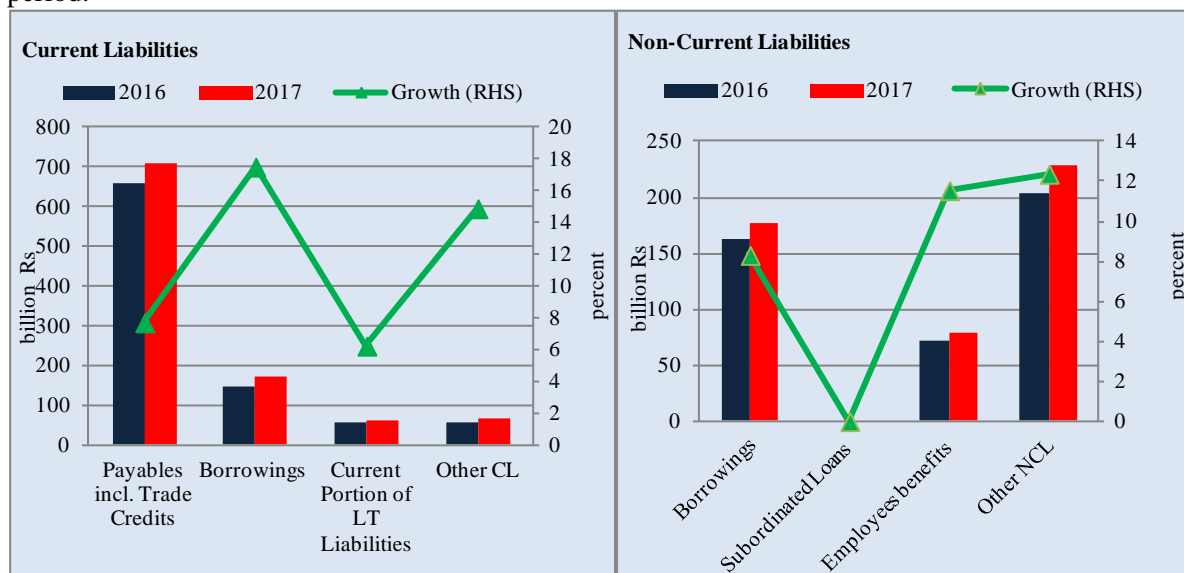 period.
Current Liabilities
2016 2017 Growth (RHS)
800
700
600
500
400
300
200
100
0
billion Rs
20
18
16
14
12
10
8
6
4
2
0
percent
Payables
incl. Trade
Credits
Borrowings
Current
Portion of
LT
Liabilities
Other CL
Non-Current Liabilities
2016 2017 Growth (RHS)
250
200
150
100
50
0
billion Rs
14
12
10
8
6
4
2
0
percent
Borrowings
Subordinated Loans
Employees benefits
Other NCL